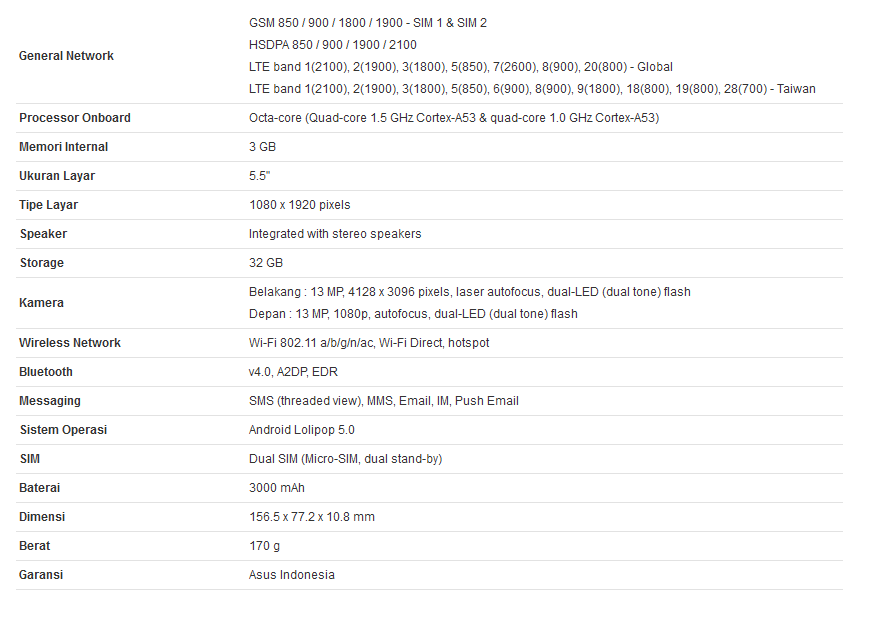 General Network
GSM 850 / 900 / 1800 / 1900 - SIM 1 & SIM 2
HSDPA 850 / 900 / 1900 / 2100
LTE band 1(2100), 2(1900), 3(1800), 5(850), 7(2600), 8(900), 20(800) - Global
LTE band 1(2100), 2(1900), 3(1800), 5(850), 6(900), 8(900), 9(1800), 18(800), 19(800), 28(700) - Taiwan
Processor Onboard Octa-core (Quad-core 1.5 GHz Cortex-A53 & quad-core 1.0 GHz Cortex-A53)
Memori Internal 3 GB
Ukuran Layar 5.5"
Tipe Layar 1080 x 1920 pixels
Speaker Integrated with stereo speakers
Storage 32 GB
Kamera
Belakang : 13 MP, 4128 x 3096 pixels, laser autofocus, dual-LED (dual tone) flash
Depan : 13 MP, 1080p, autofocus, dual-LED (dual tone) flash
Wireless Network Wi-Fi 802.11 a/b/g/n/ac, Wi-Fi Direct, hotspot
Bluetooth v4.0, A2DP, EDR
Messaging SMS (threaded view), MMS, Email, IM, Push Email
Sistem Operasi Android Lolipop 5.0
SIM Dual SIM (Micro-SIM, dual stand-by)
Baterai 3000 mAh
Dimensi 156.5 x 77.2 x 10.8 mm
Berat 170 g
Garansi Asus Indonesia